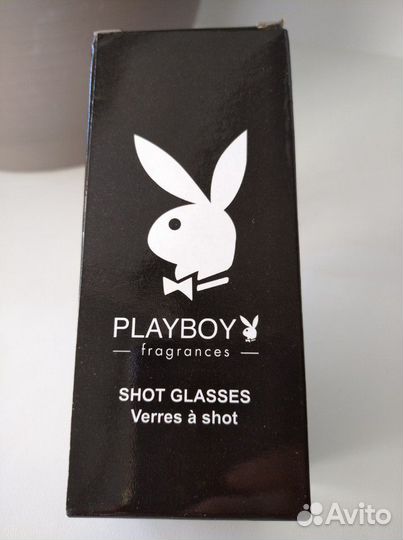 PLAYBOY
fragrances
SHOT GLASSES
Verres à shot
Avito